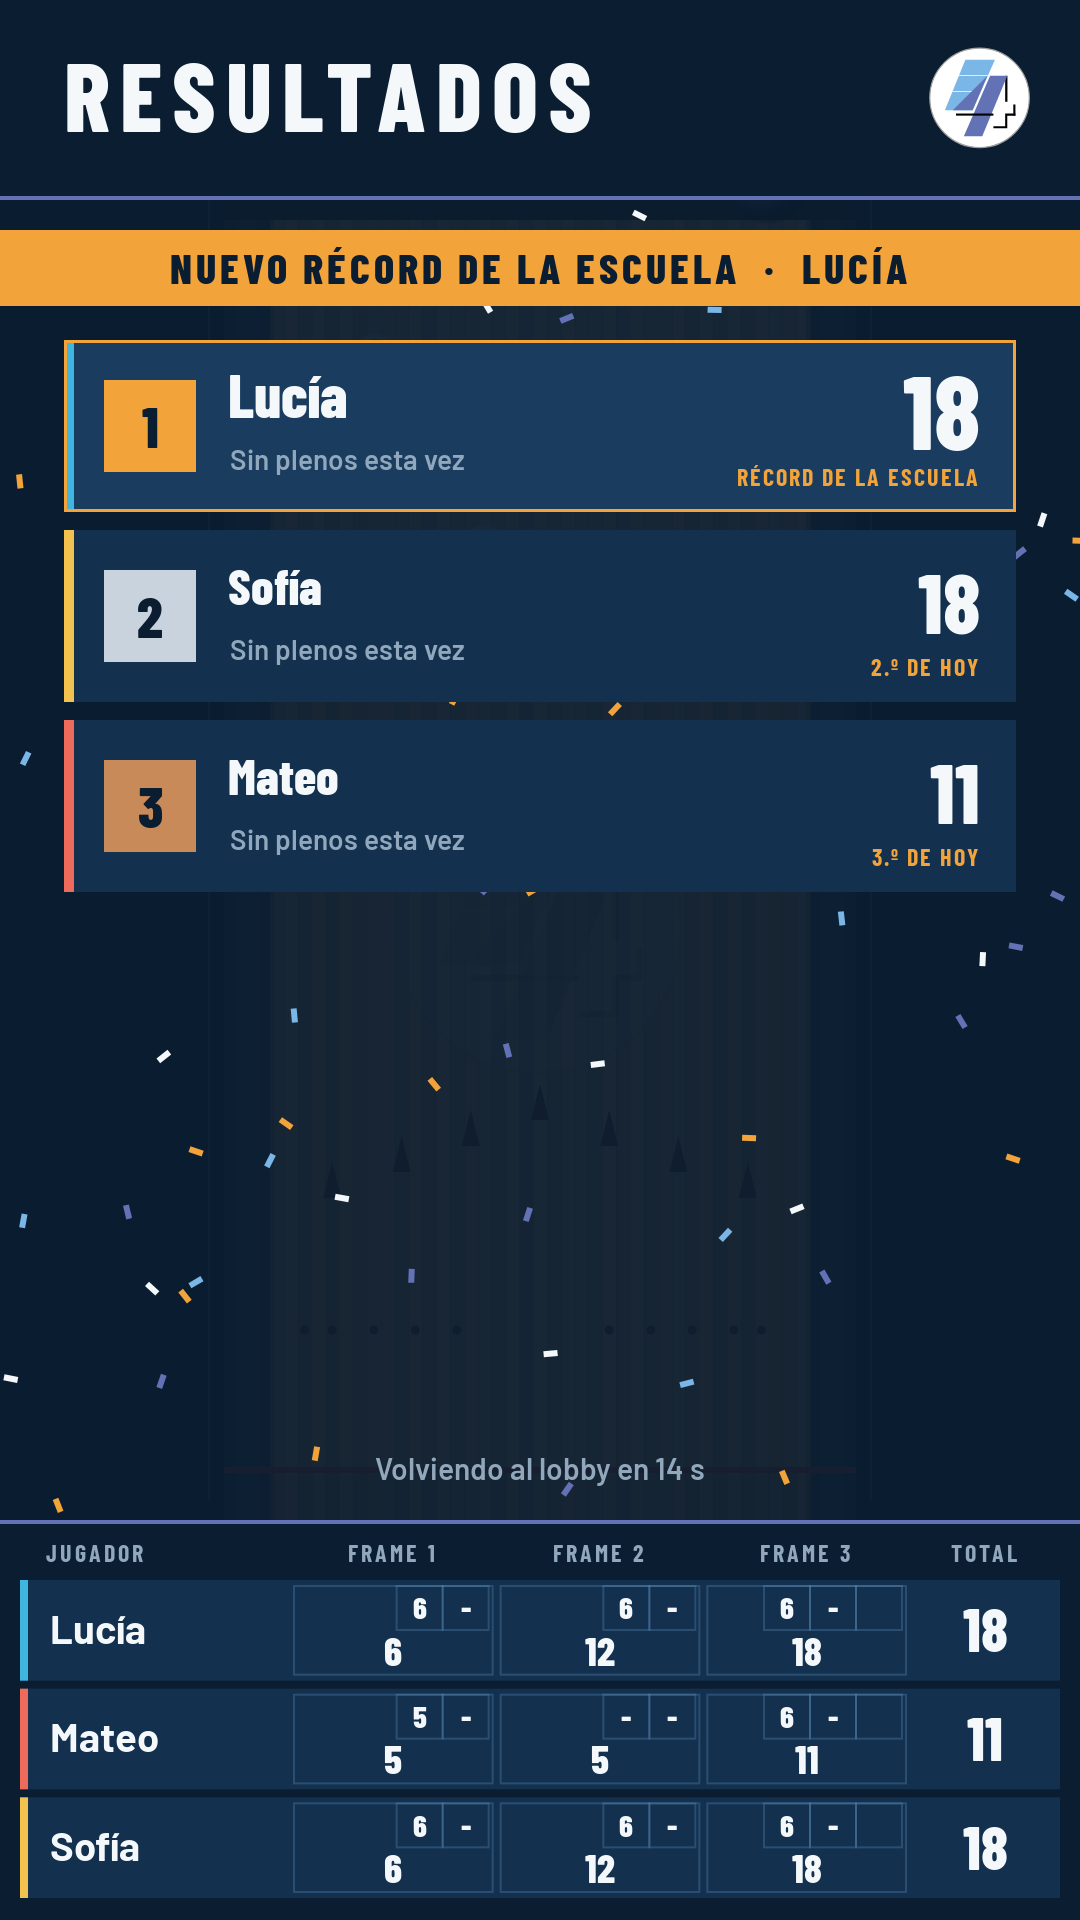 RESULTADOS
NUEVO RÉCORD DE LA ESCUELA · LUCÍA
1
Lucía
18
Sin plenos esta vez
RÉCORD DE LA ESCUELA
2
Sofía
18
Sin plenos esta vez
2.º DE HOY
3
Mateo
11
Sin plenos esta vez
3.º DE HOY
Volviendo al lobby en 14 s
JUGADOR FRAME 1 FRAME 2 FRAME 3 TOTAL
6 - 6 - 6 -
Lucía 18
6 12 18
5 - - - 6 -
Mateo 11
5 5 11
6 - 6 - 6 -
Sofía 18
6 12 18